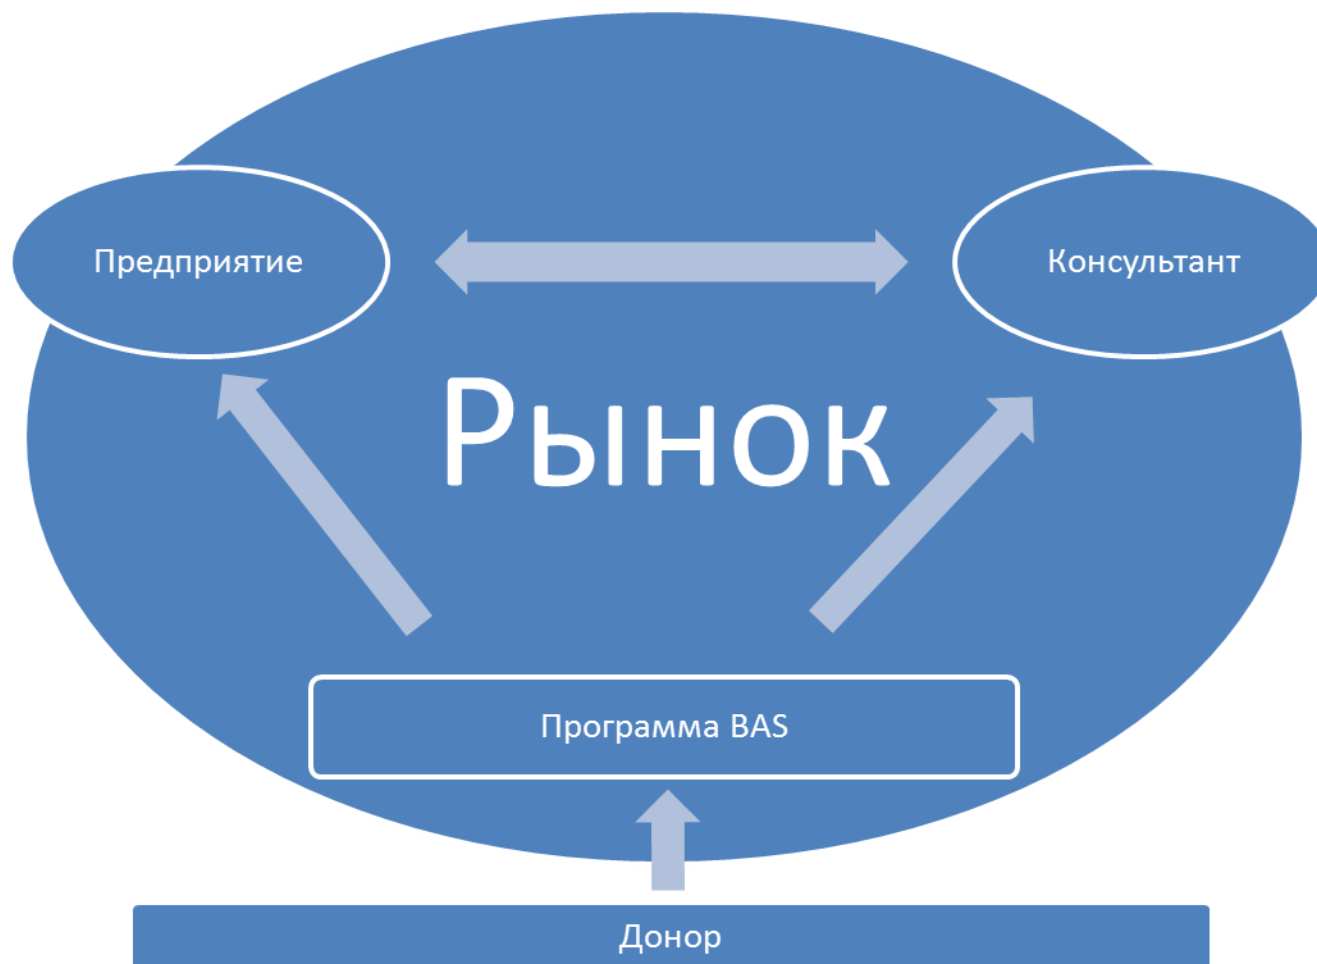 Предприятие
Консультант
Рынок
Программа BAS
Донор